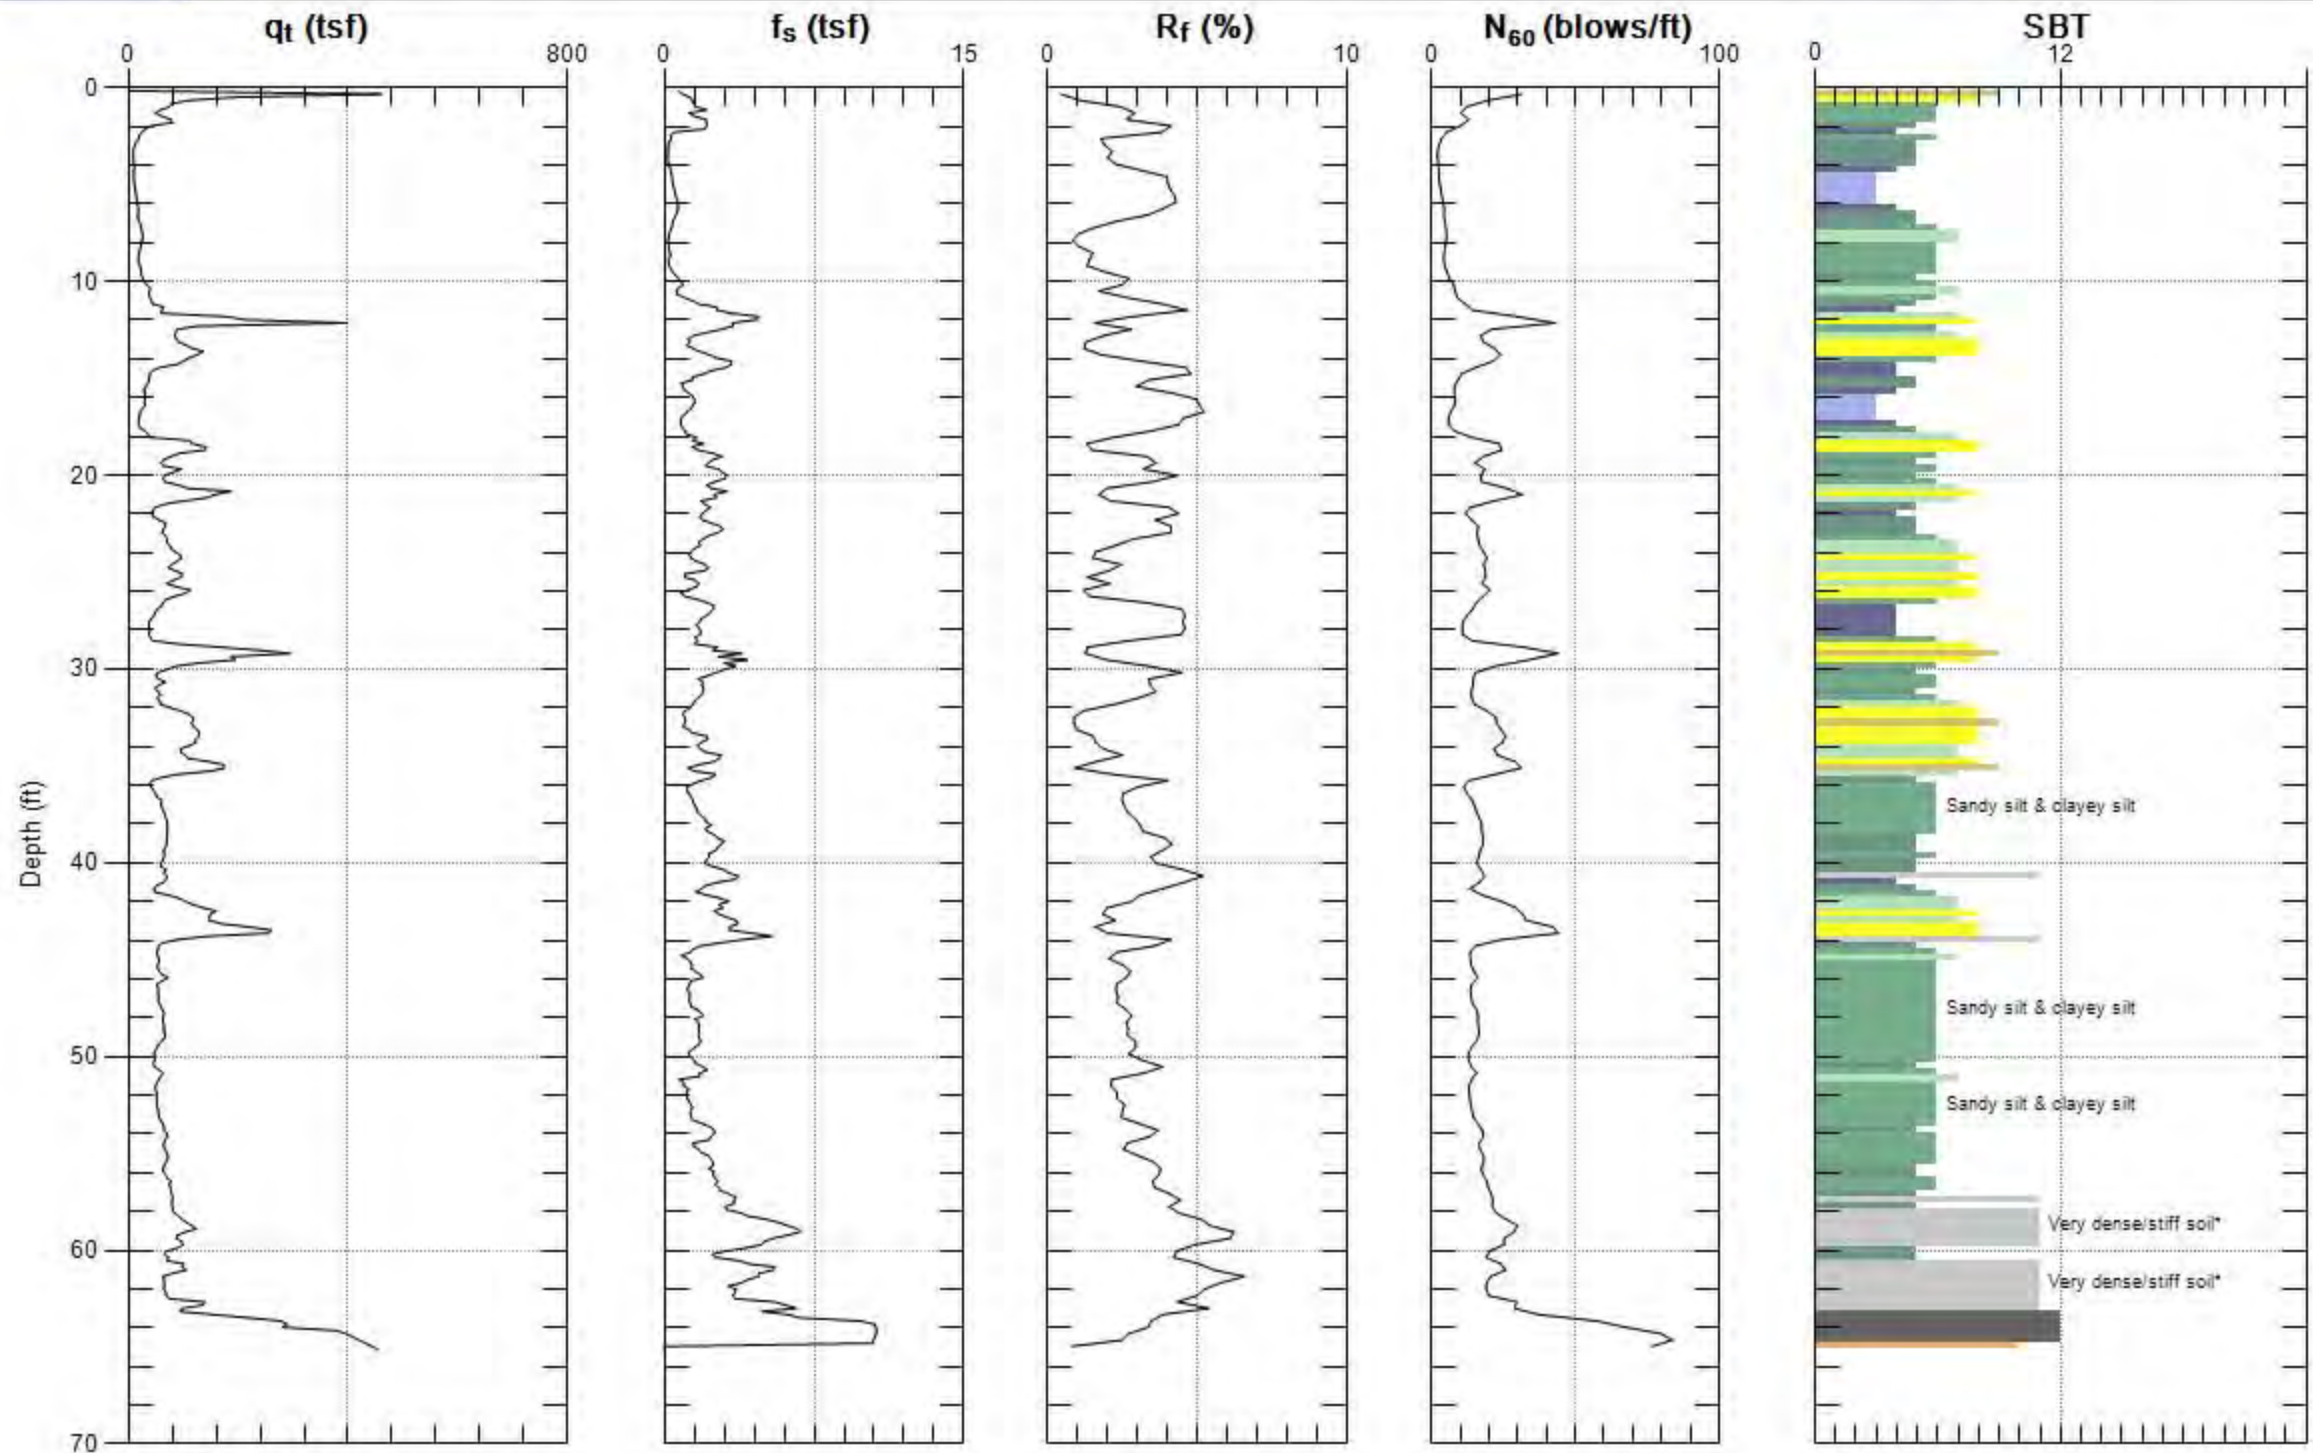 qt (tsf) fs (tsf) Rf (%) N60 (blows/ft) SBT
0 800 0 15 0 10 0 100 0 12
0
10
20
30
Depth (ft)
Sandy silt & clayey silt
40
Sandy silt & clayey silt
50
Sandy silt & clayey silt
Very dense/stiff soil*
60
Very dense/stiff soil*
70